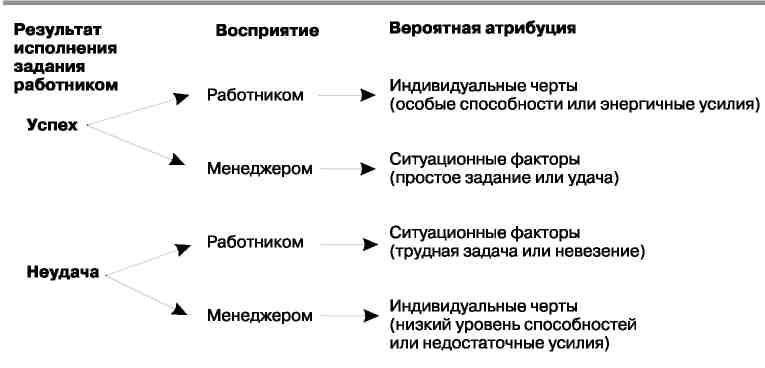 Результат
исполнения
задания
работником
Восприятие
Вероятная атрибуция
Успех
Работником
Индивидуальные черты
(особые способности или энергичные усилия)
Менеджером
Ситуационные факторы
(простое задание или удача)
Неудача
Работником
Ситуационные факторы
(трудная задача или невезение)
Менеджером
Индивидуальные черты
(низкий уровень способностей
или недостаточные усилия)